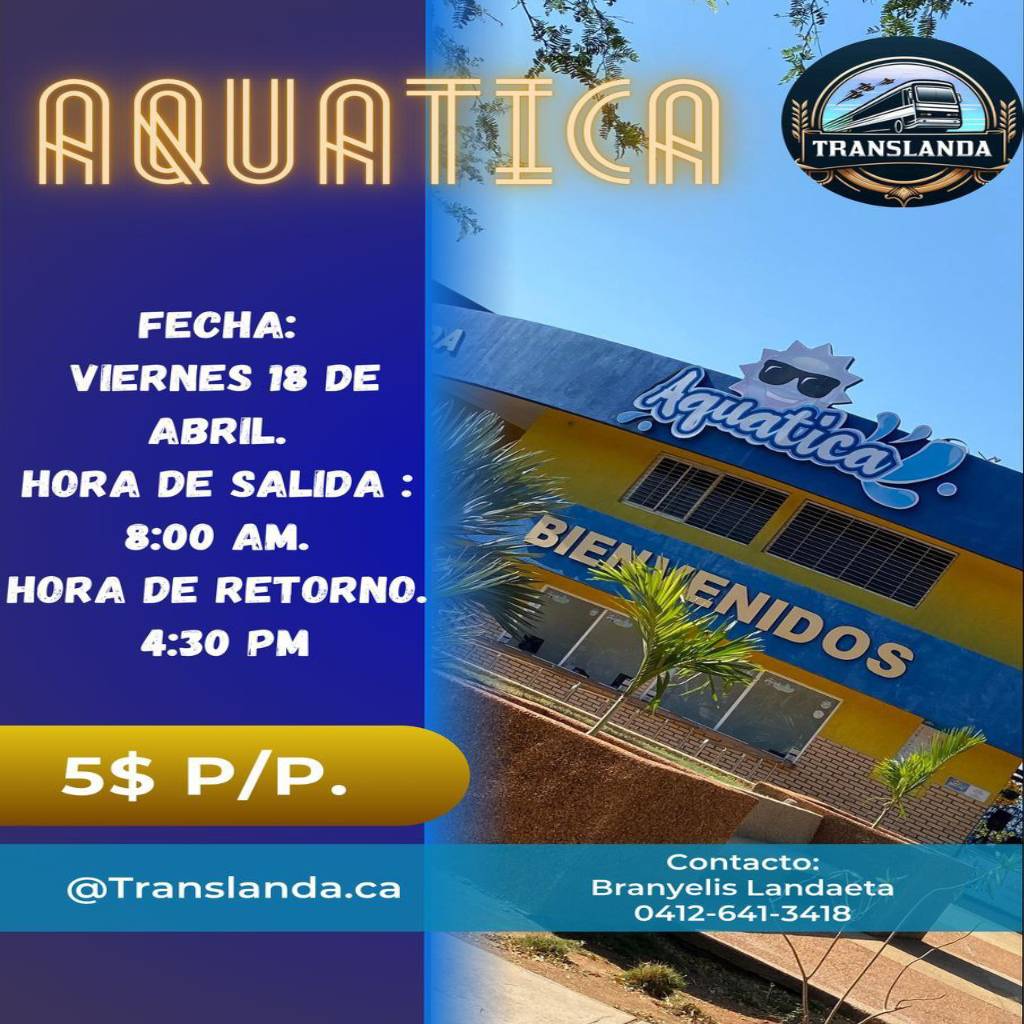 AQUATICA
TRANSLANDA
FECHA:
VIERNES 18 DE
ABRIL.
HORA DE SALIDA :
8:00 AM.
HORA DE RETORNO.
4:30 PM
Aquatica
BIENVENIDOS
5$ P/P.
@Translanda.ca
Contacto:
Branyelis Landaeta
0412-641-3418